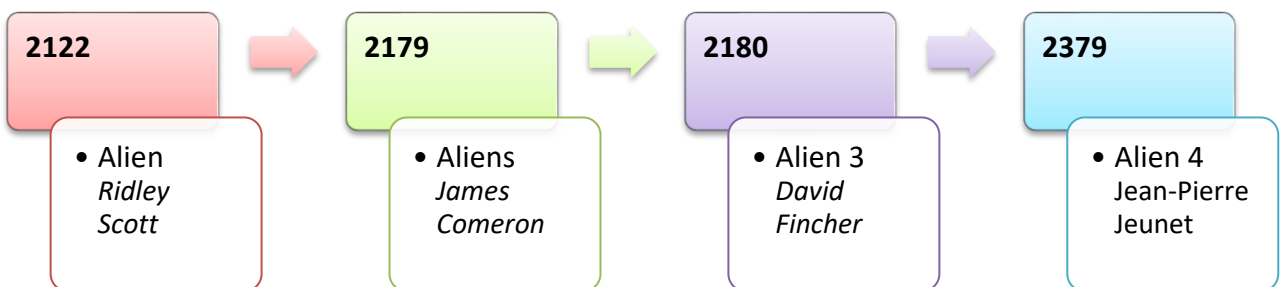 2122
2179
2180
2379
• Alien
Ridley
Scott
• Aliens
James
Comeron
• Alien 3
David
Fincher
• Alien 4
Jean-Pierre
Jeunet